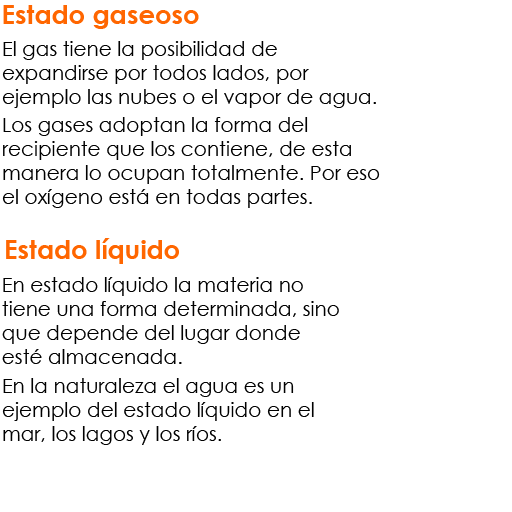 Estado gaseoso
El gas tiene la posibilidad de
expandirse por todos lados, por
ejemplo las nubes o el vapor de agua.
Los gases adoptan la forma del
recipiente que los contiene, de esta
manera lo ocupan totalmente. Por eso
el oxígeno está en todas partes.
Estado líquido
En estado líquido la materia no
tiene una forma determinada, sino
que depende del lugar donde
esté almacenada.
En la naturaleza el agua es un
ejemplo del estado líquido en el
mar, los lagos y los ríos.